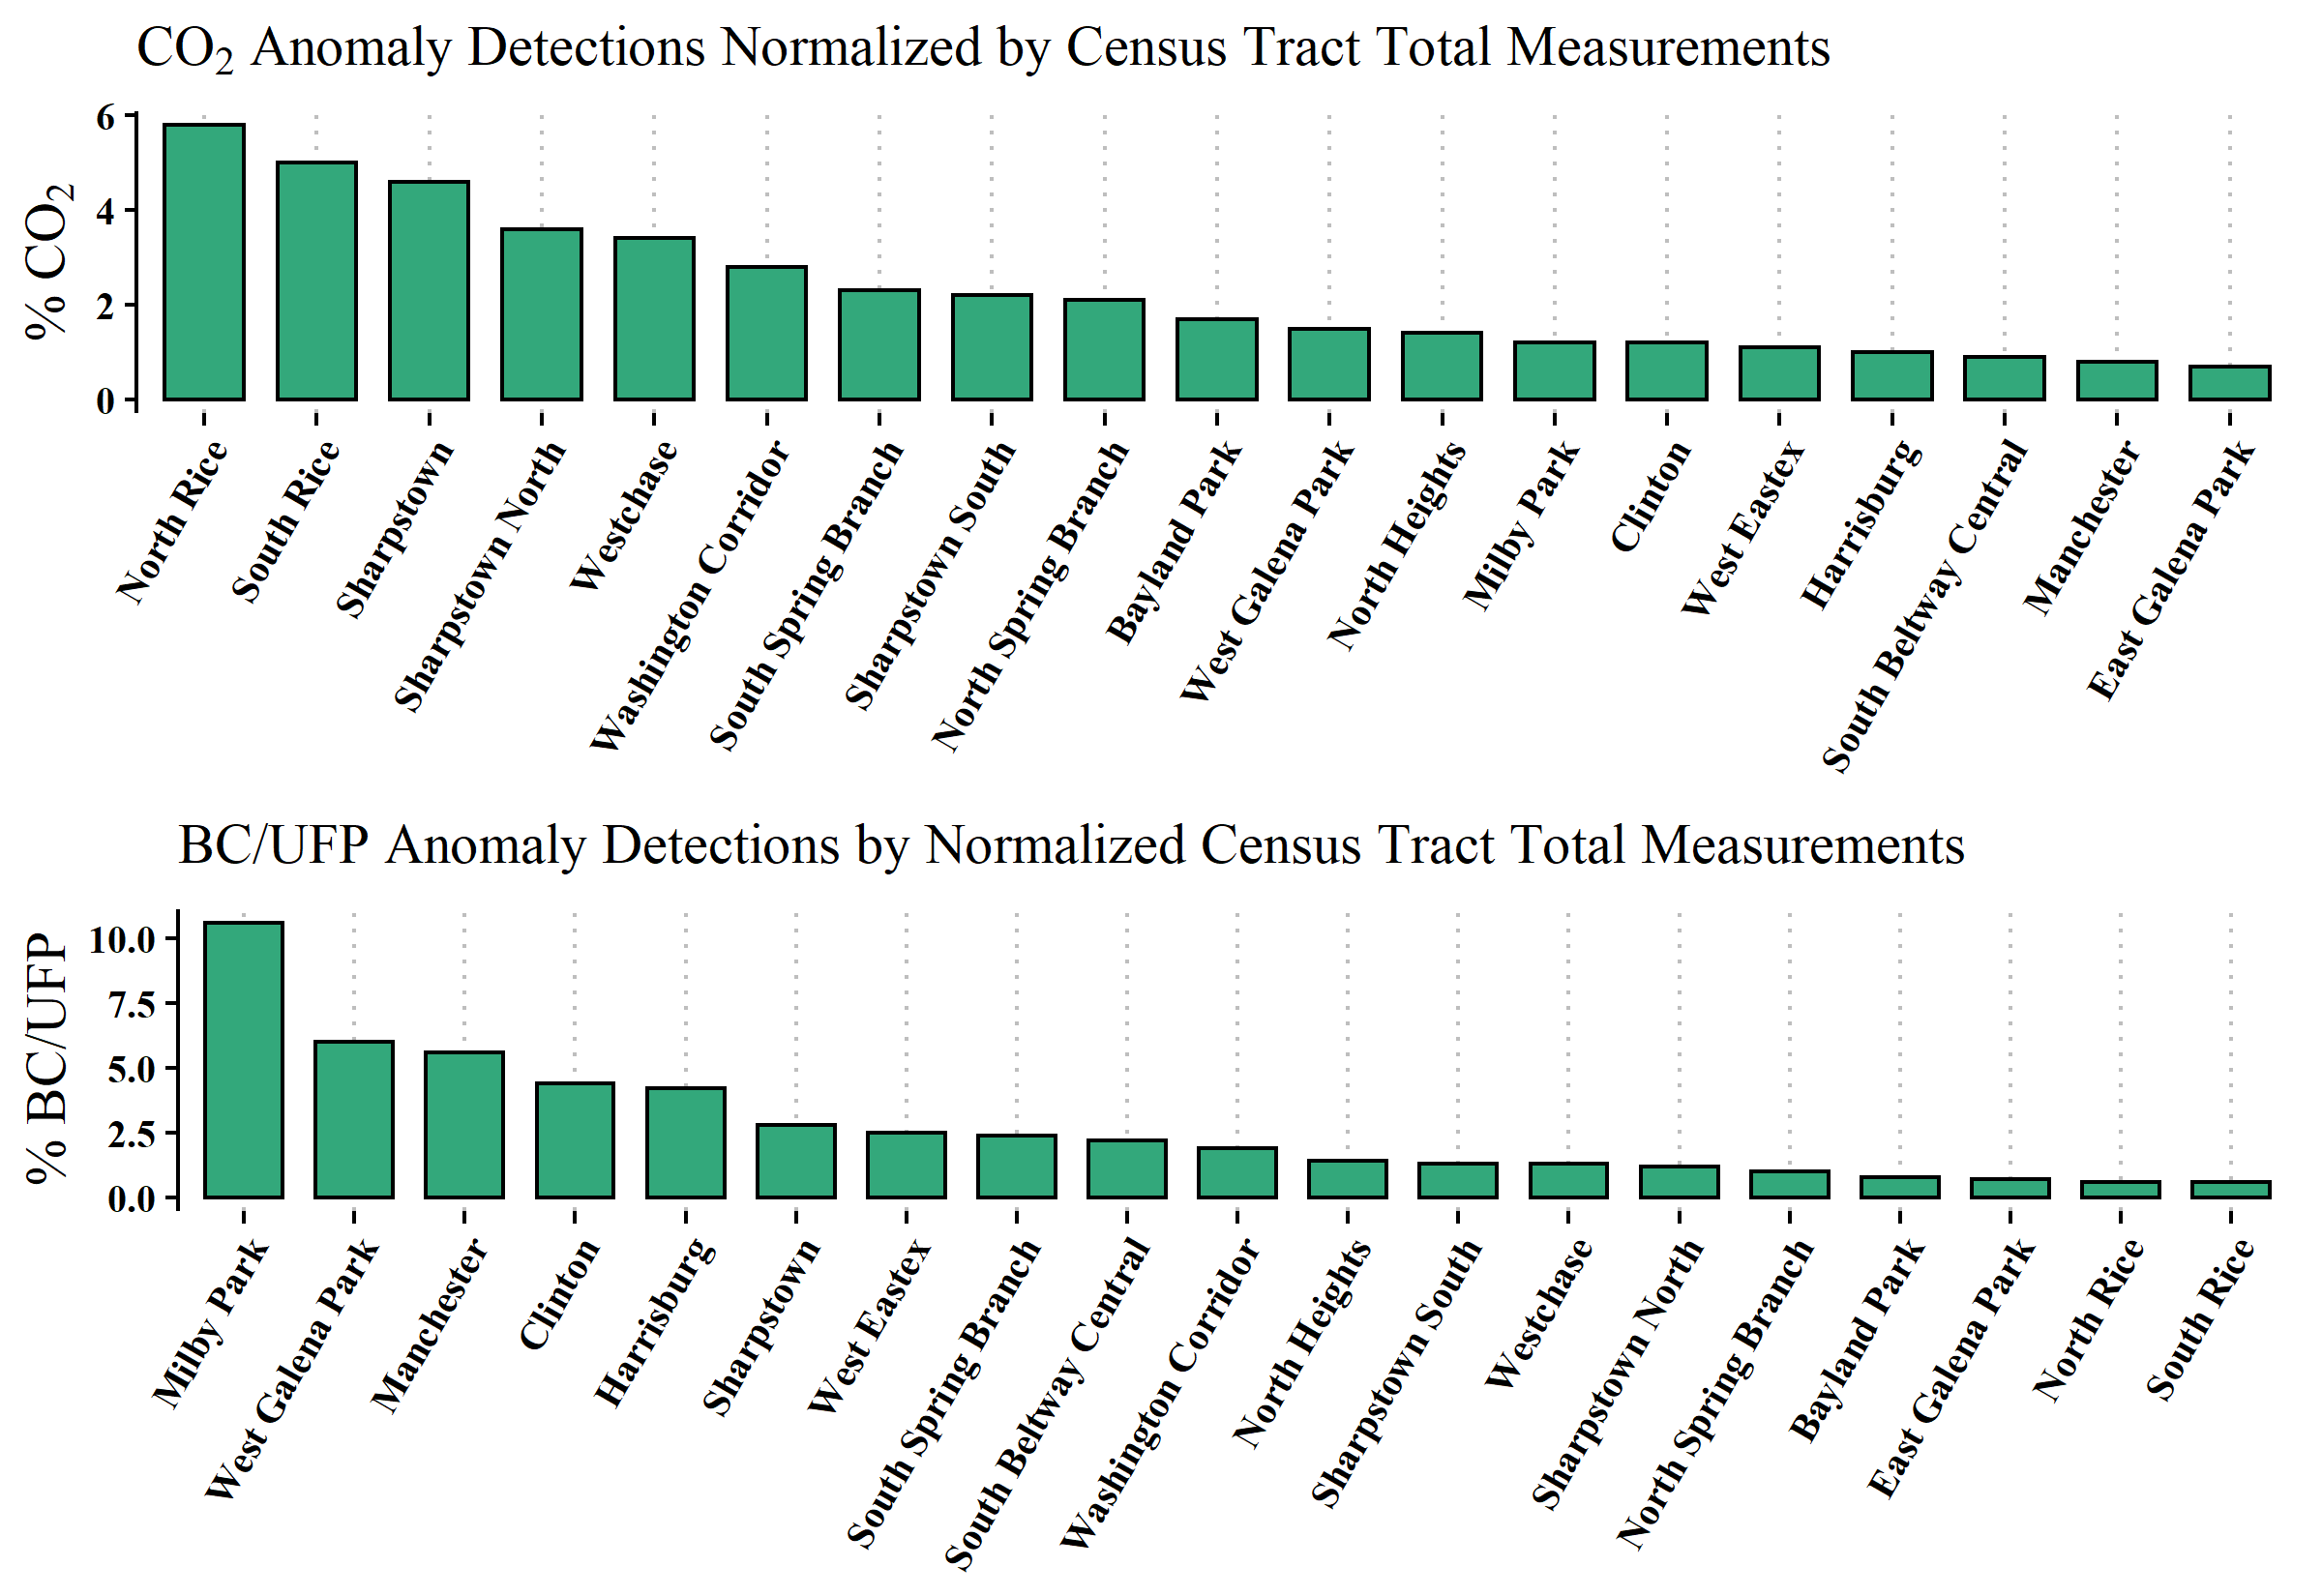 CO₂ Anomaly Detections Normalized by Census Tract Total Measurements
% CO₂
6
4
2
0
North Rice
South Rice
Sharpstown
Sharpstown North
Westchase
Washington Corridor
South Spring Branch
Sharpstown South
North Spring Branch
Bayland Park
West Galena Park
North Heights
Milby Park
Clinton
West Eastex
Harrisburg
South Beltway Central
Manchester
East Galena Park
BC/UFP Anomaly Detections by Normalized Census Tract Total Measurements
% BC/UFP
10.0
7.5
5.0
2.5
0.0
Milby Park
West Galena Park
Manchester
Clinton
Harrisburg
Sharpstown
West Eastex
South Spring Branch
South Beltway Central
Washington Corridor
North Heights
Sharpstown South
Westchase
Sharpstown North
North Spring Branch
Bayland Park
East Galena Park
North Rice
South Rice